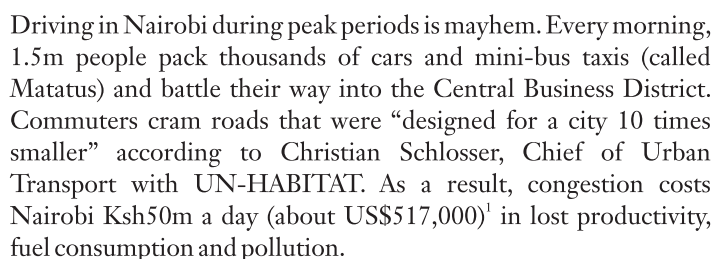 Driving in Nairobi during peak periods is mayhem. Every morning,
1.5m people pack thousands of cars and mini-bus taxis (called
Matatus) and battle their way into the Central Business District.
Commuters cram roads that were “designed for a city 10 times
smaller” according to Christian Schlosser, Chief of Urban
Transport with UN-HABITAT. As a result, congestion costs
Nairobi Ksh50m a day (about US$517,000)¹ in lost productivity,
fuel consumption and pollution.